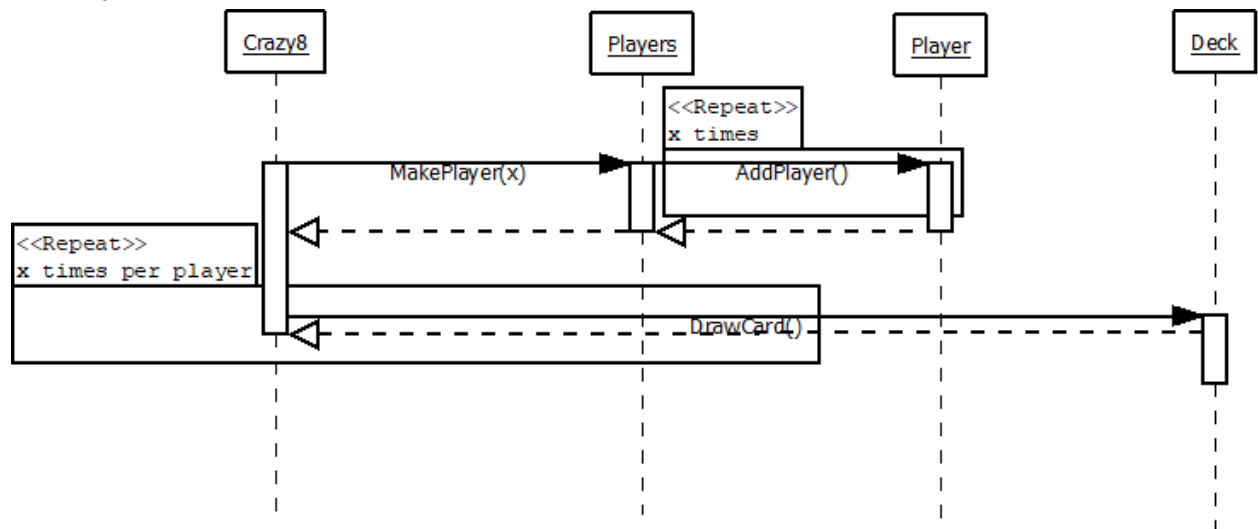 Crazy8
Players
Player
Deck
<<Repeat>>
x times
MakePlayer(x)
AddPlayer()
<<Repeat>>
x times per player
DrawCard()